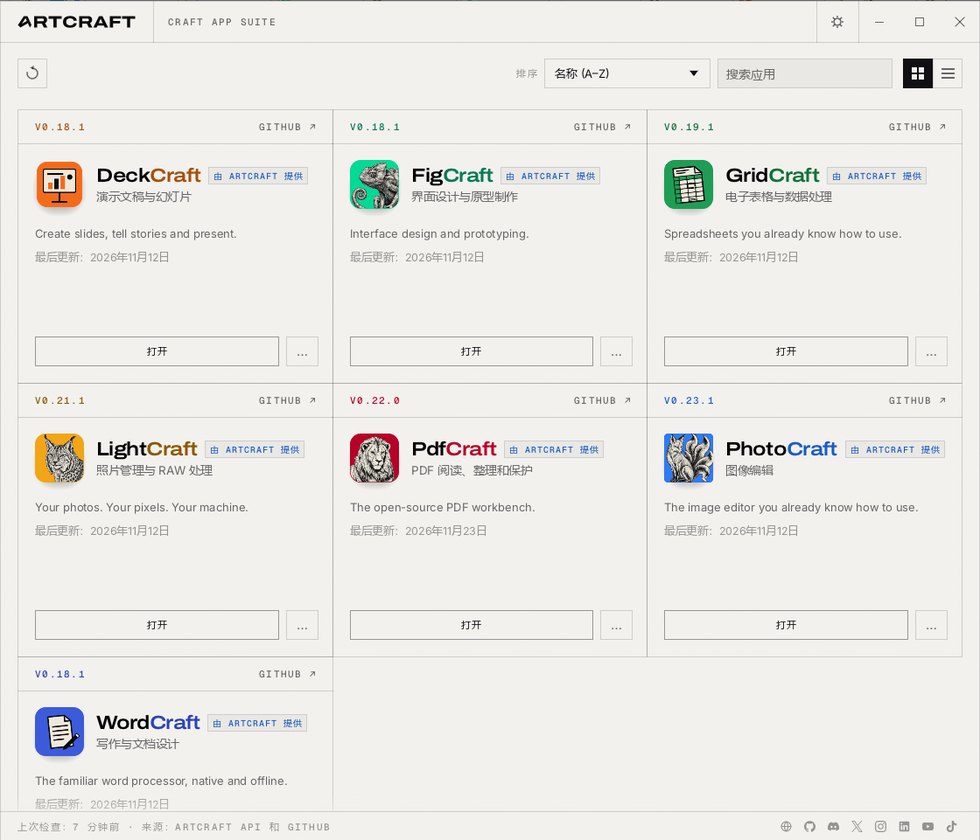 ARTCRAFT
CRAFT APP SUITE
排序
名称 (A–Z)
搜索应用
V0.18.1
GITHUB ↗
DeckCraft
由 ARTCRAFT 提供
演示文稿与幻灯片
Create slides, tell stories and present.
最后更新：2026年11月12日
打开
...
V0.18.1
GITHUB ↗
FigCraft
由 ARTCRAFT 提供
界面设计与原型制作
Interface design and prototyping.
最后更新：2026年11月12日
打开
...
V0.19.1
GITHUB ↗
GridCraft
由 ARTCRAFT 提供
电子表格与数据处理
Spreadsheets you already know how to use.
最后更新：2026年11月12日
打开
...
V0.21.1
GITHUB ↗
LightCraft
由 ARTCRAFT 提供
照片管理与 RAW 处理
Your photos. Your pixels. Your machine.
最后更新：2026年11月12日
打开
...
V0.22.0
GITHUB ↗
PdfCraft
由 ARTCRAFT 提供
PDF 阅读、整理和保护
The open-source PDF workbench.
最后更新：2026年11月23日
打开
...
V0.23.1
GITHUB ↗
PhotoCraft
由 ARTCRAFT 提供
图像编辑
The image editor you already know how to use.
最后更新：2026年11月12日
打开
...
V0.18.1
GITHUB ↗
WordCraft
由 ARTCRAFT 提供
写作与文档设计
The familiar word processor, native and offline.
最后更新：2026年11月12日
上次检查: 7 分钟前 · 来源: ARTCRAFT API 和 GITHUB